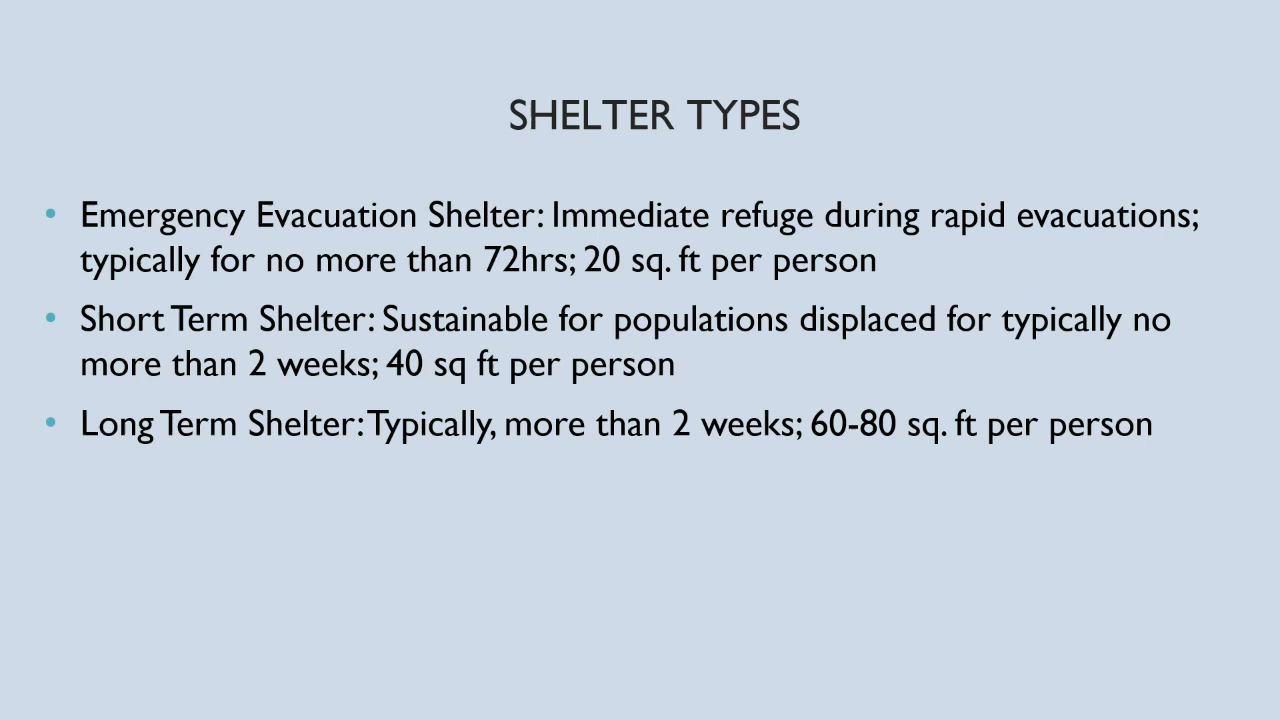 SHELTER TYPES
• Emergency Evacuation Shelter: Immediate refuge during rapid evacuations;
typically for no more than 72hrs; 20 sq. ft per person
• Short Term Shelter: Sustainable for populations displaced for typically no
more than 2 weeks; 40 sq ft per person
• Long Term Shelter: Typically, more than 2 weeks; 60-80 sq. ft per person